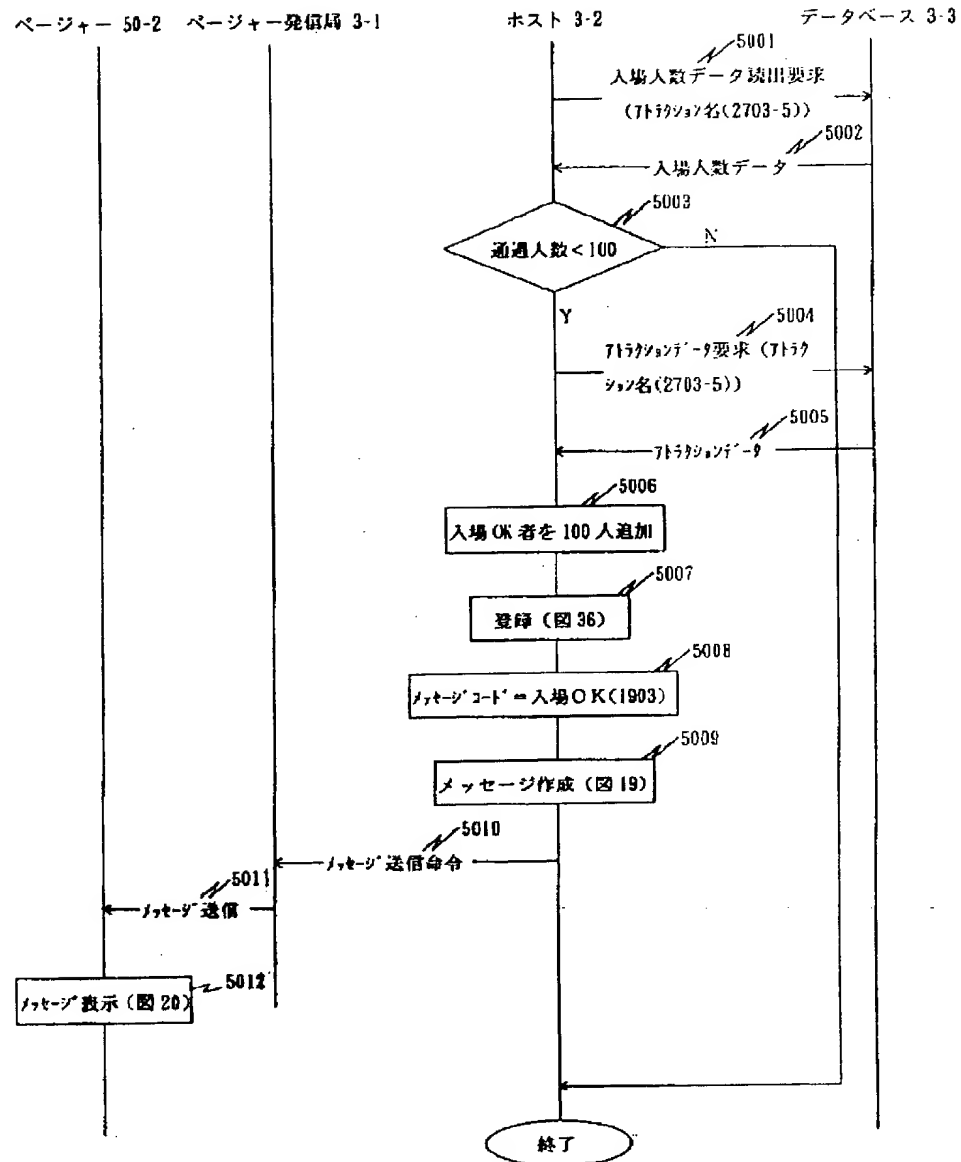 ページャー 50-2 ページャー発信局 3-1 ホスト 3-2 データベース 3-3
5001
入場人数データ読出要求
(ｱﾄﾗｸｼｮﾝ名(2703-5))
5002
入場人数データ
5003
通過人数<100
N
Y
5004
ｱﾄﾗｸｼｮﾝﾃﾞｰﾀ要求 (ｱﾄﾗｸ
ｼｮﾝ名(2703-5))
5005
ｱﾄﾗｸｼｮﾝﾃﾞｰﾀ
5006
入場OK者を100人追加
5007
登録 (図36)
5008
ﾒｯｾｰｼﾞｺｰﾄﾞ=入場OK(1903)
5009
メッセージ作成 (図19)
5010
ﾒｯｾｰｼﾞ送信命令
5011
ﾒｯｾｰｼﾞ送信
5012
ﾒｯｾｰｼﾞ表示 (図20)
終了